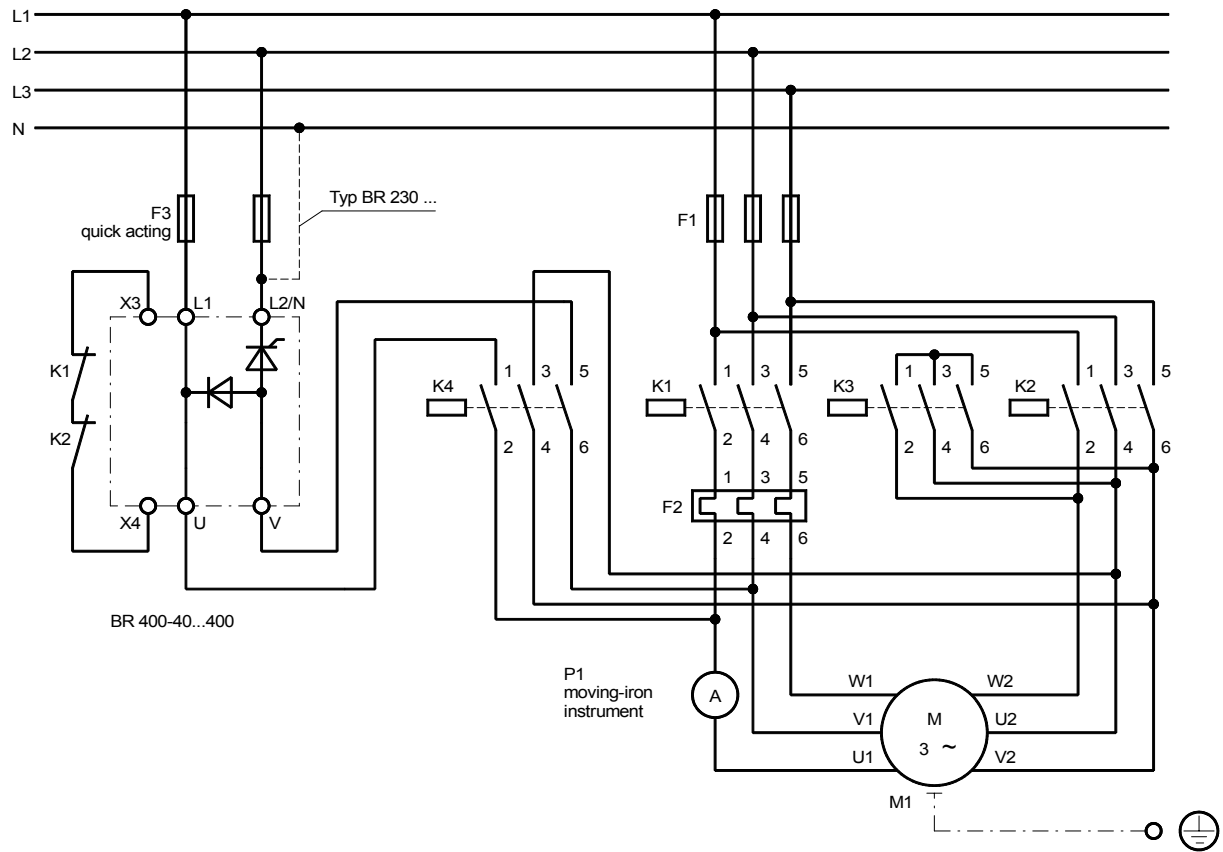 L1
L2
L3
N
Typ BR 230 ...
F3
quick acting
F1
X3
L1
L2/N
K1
K2
X4
U
V
BR 400-40...400
K4
1 3 5
2 4 6
K1
1 3 5
2 4 6
K3
1 3 5
2 4 6
K2
1 3 5
2 4 6
F2
1 3 5
2 4 6
P1
moving-iron
instrument
A
W1
V1
U1
M
3 ~
W2
U2
V2
M1